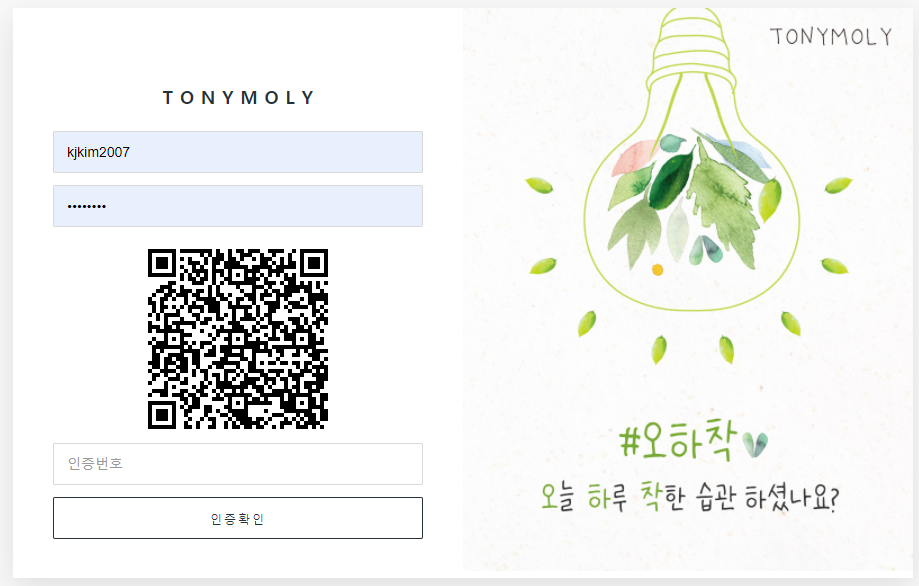 TONYMOLY
kjkim2007
••••••••
인증번호
인증확인
TONYMOLY
#오하착
오늘 하루 착한 습관 하셨나요?